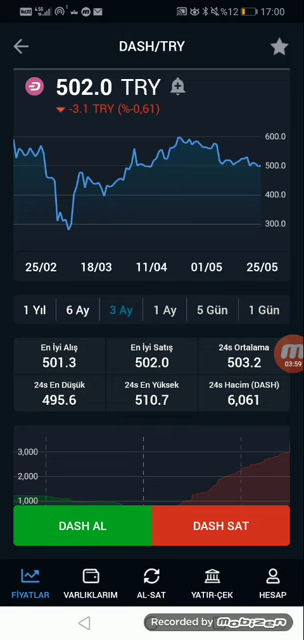 %12 17:00
DASH/TRY
502.0 TRY
-3.1 TRY (%-0,61)
600.0
500.0
400.0
300.0
25/02 18/03 11/04 01/05 25/05
1 Yıl 6 Ay 3 Ay 1 Ay 5 Gün 1 Gün
En İyi Alış En İyi Satış 24s Ortalama
501.3 502.0 503.2
24s En Düşük 24s En Yüksek 24s Hacim (DASH)
495.6 510.7 6,061
03:59
3,000
2,000
1,000
DASH AL DASH SAT
FİYATLAR VARLIKLARIM AL-SAT YATIR-ÇEK HESAP
Recorded by mobizen